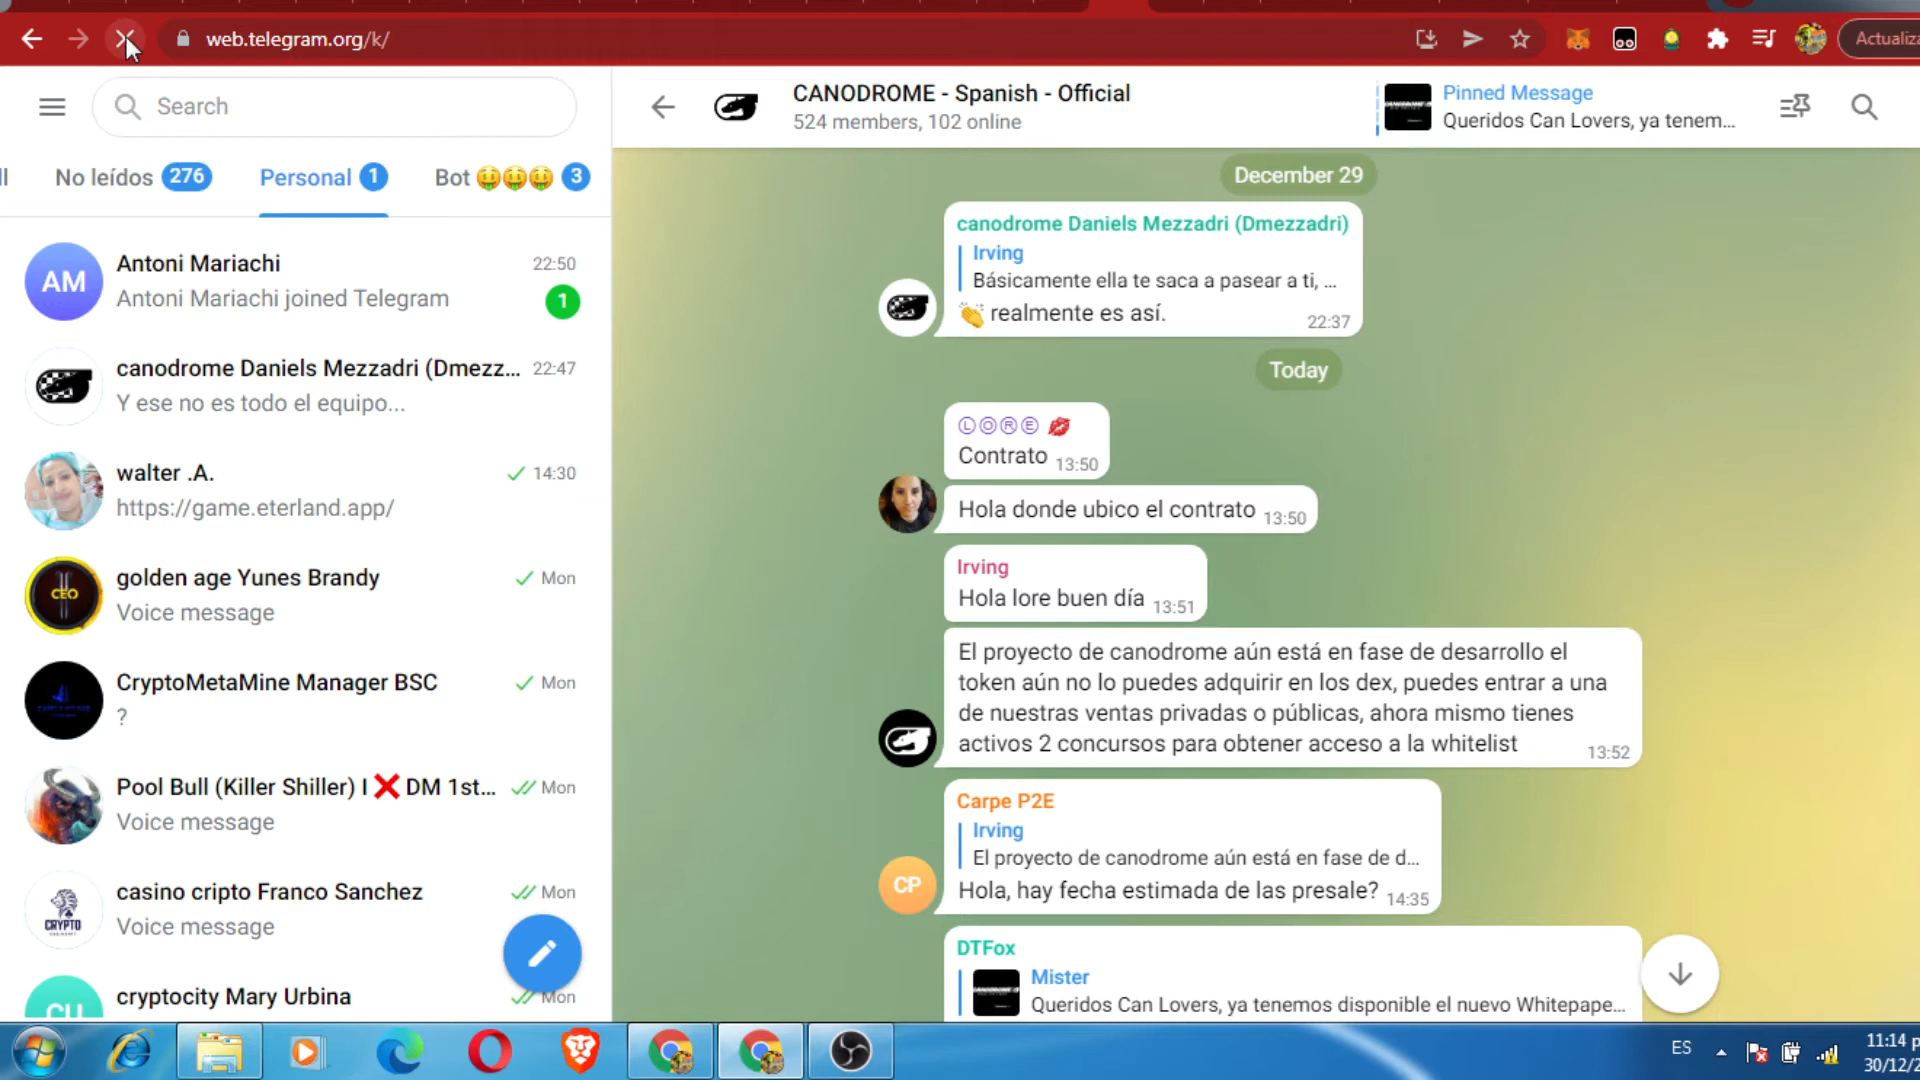 web.telegram.org/k/
Actualiza
Search
No leídos 276
Personal 1
Bot 🤑🤑🤑 3
AM
Antoni Mariachi 22:50
Antoni Mariachi joined Telegram 1
canodrome Daniels Mezzadri (Dmezz... 22:47
Y ese no es todo el equipo...
walter .A. 14:30
https://game.eterland.app/
CEO
golden age Yunes Brandy Mon
Voice message
CryptoMetaMine Manager BSC Mon
?
Pool Bull (Killer Shiller) I ❌ DM 1st... Mon
Voice message
CRYPTO
casino cripto Franco Sanchez Mon
Voice message
CU
cryptocity Mary Urbina Mon
CANODROME - Spanish - Official
524 members, 102 online
Pinned Message
Queridos Can Lovers, ya tenem...
December 29
canodrome Daniels Mezzadri (Dmezzadri)
Irving
Básicamente ella te saca a pasear a ti, ...
👏 realmente es así. 22:37
Today
ⓁⓄⓇⒺ 💋
Contrato 13:50
Hola donde ubico el contrato 13:50
Irving
Hola lore buen día 13:51
El proyecto de canodrome aún está en fase de desarrollo el
token aún no lo puedes adquirir en los dex, puedes entrar a una
de nuestras ventas privadas o públicas, ahora mismo tienes
activos 2 concursos para obtener acceso a la whitelist 13:52
Carpe P2E
Irving
El proyecto de canodrome aún está en fase de d...
CP
Hola, hay fecha estimada de las presale? 14:35
DTFox
Mister
Queridos Can Lovers, ya tenemos disponible el nuevo Whitepape...
ES
11:14 p
30/12/2